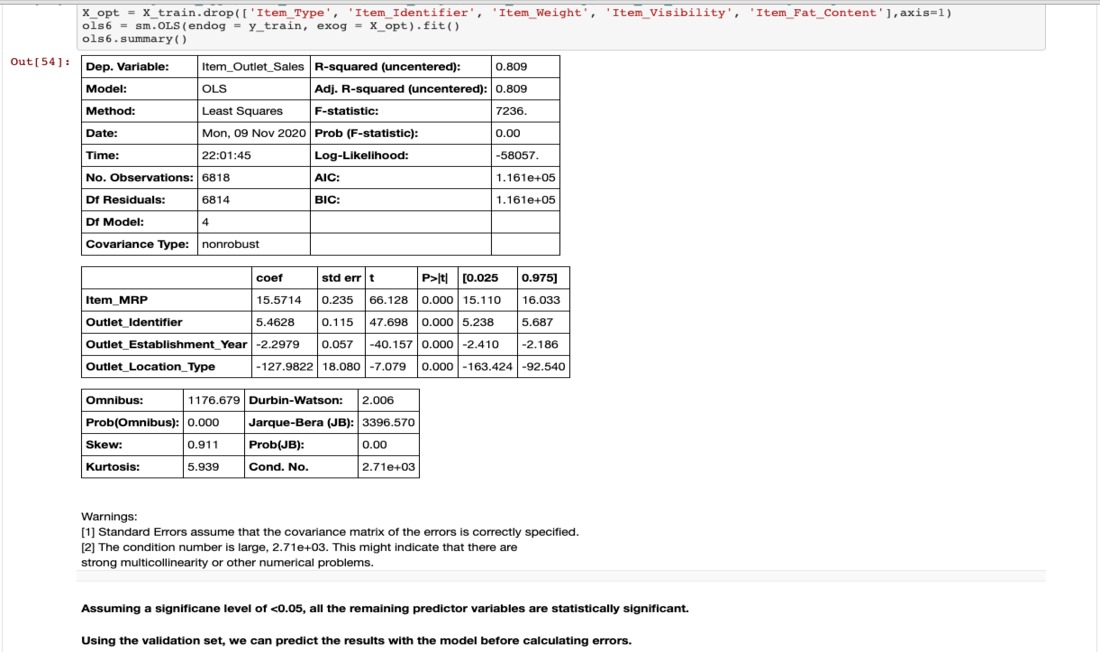 X_opt = X_train.drop(['Item_Type', 'Item_Identifier', 'Item_Weight', 'Item_Visibility', 'Item_Fat_Content'],axis=1)
ols6 = sm.OLS(endog = y_train, exog = X_opt).fit()
ols6.summary()
Out[54]:
Dep. Variable: Item_Outlet_Sales R-squared (uncentered): 0.809
Model: OLS Adj. R-squared (uncentered): 0.809
Method: Least Squares F-statistic: 7236.
Date: Mon, 09 Nov 2020 Prob (F-statistic): 0.00
Time: 22:01:45 Log-Likelihood: -58057.
No. Observations: 6818 AIC: 1.161e+05
Df Residuals: 6814 BIC: 1.161e+05
Df Model: 4
Covariance Type: nonrobust
coef std err t P>|t| [0.025 0.975]
Item_MRP 15.5714 0.235 66.128 0.000 15.110 16.033
Outlet_Identifier 5.4628 0.115 47.698 0.000 5.238 5.687
Outlet_Establishment_Year -2.2979 0.057 -40.157 0.000 -2.410 -2.186
Outlet_Location_Type -127.9822 18.080 -7.079 0.000 -163.424 -92.540
Omnibus: 1176.679 Durbin-Watson: 2.006
Prob(Omnibus): 0.000 Jarque-Bera (JB): 3396.570
Skew: 0.911 Prob(JB): 0.00
Kurtosis: 5.939 Cond. No. 2.71e+03
Warnings:
[1] Standard Errors assume that the covariance matrix of the errors is correctly specified.
[2] The condition number is large, 2.71e+03. This might indicate that there are
strong multicollinearity or other numerical problems.
Assuming a significane level of <0.05, all the remaining predictor variables are statistically significant.
Using the validation set, we can predict the results with the model before calculating errors.